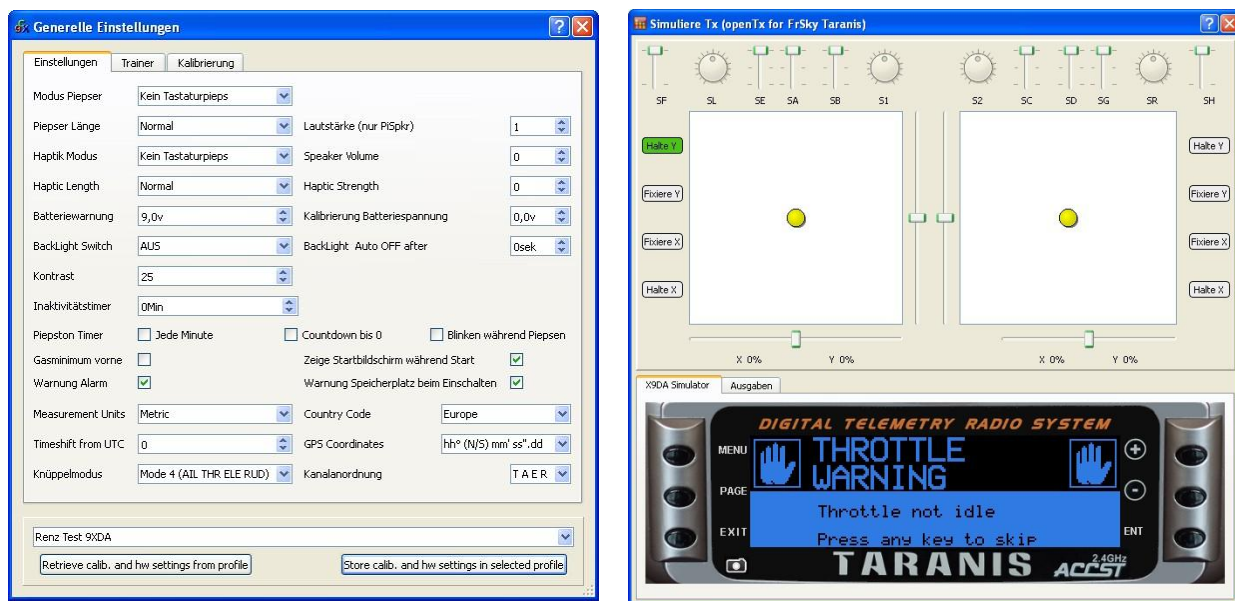 Generelle Einstellungen
Einstellungen Trainer Kalibrierung
Modus Piepser Kein Tastaturpieps
Piepser Länge Normal Lautstärke (nur PiSpkr) 1
Haptik Modus Kein Tastaturpieps Speaker Volume 0
Haptic Length Normal Haptic Strength 0
Batteriewarnung 9,0v Kalibrierung Batteriespannung 0,0v
BackLight Switch AUS BackLight Auto OFF after 0sek
Kontrast 25
Inaktivitätstimer 0Min
Piepston Timer Jede Minute Countdown bis 0 Blinken während Piepsen
Gasminimum vorne Zeige Startbildschirm während Start
Warnung Alarm Warnung Speicherplatz beim Einschalten
Measurement Units Metric Country Code Europe
Timeshift from UTC 0 GPS Coordinates hhº (N/S) mm' ss".dd
Knüppelmodus Mode 4 (AIL THR ELE RUD) Kanalanordnung T A E R
Renz Test 9XDA
Retrieve calib. and hw settings from profile Store calib. and hw settings in selected profile
Simuliere Tx (openTx for FrSky Taranis)
SF SL SE SA SB S1 S2 SC SD SG SR SH
Halte Y Halte Y
Fixiere Y Fixiere Y
Fixiere X Fixiere X
Halte X Halte X
X 0% Y 0% X 0% Y 0%
X9DA Simulator Ausgaben
DIGITAL TELEMETRY RADIO SYSTEM
MENU THROTTLE
WARNING
PAGE
Throttle not idle
EXIT Press any key to skip ENT
TARANIS 2.4GHz
ACCST